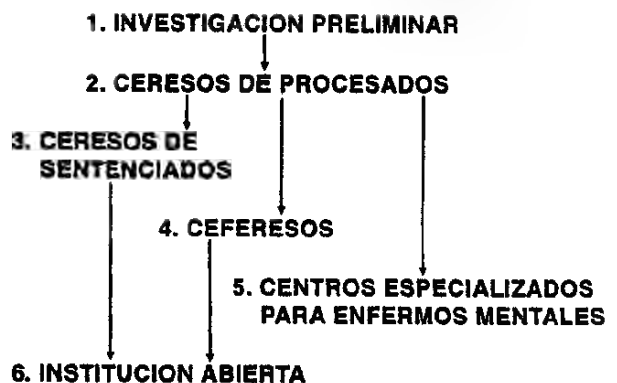 1. INVESTIGACION PRELIMINAR
2. CERESOS DE PROCESADOS
3. CERESOS DE
SENTENCIADOS
4. CEFERESOS
5. CENTROS ESPECIALIZADOS
PARA ENFERMOS MENTALES
6. INSTITUCION ABIERTA